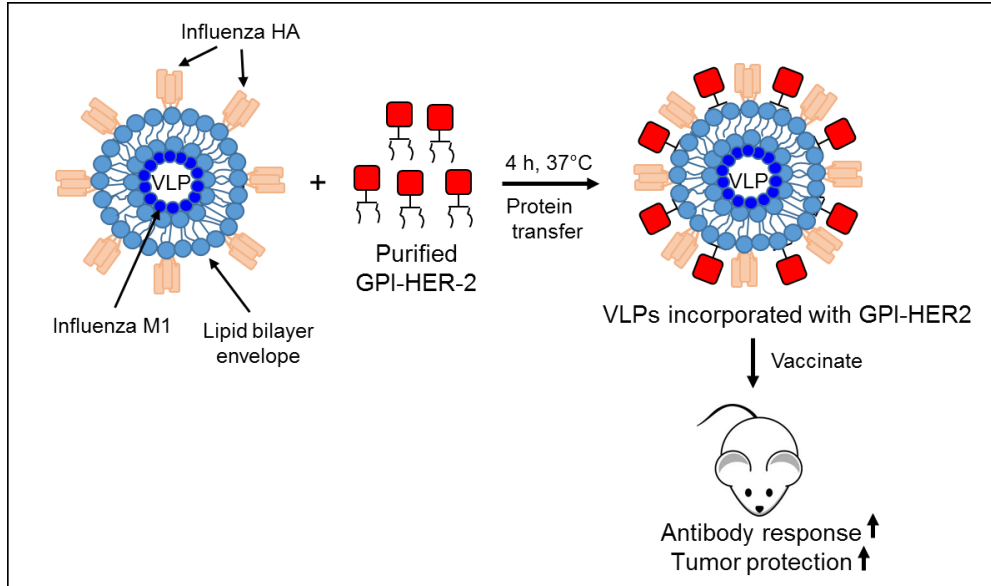 Influenza HA
VLP
+
Purified
GPI-HER-2
4 h, 37°C
Protein
transfer
VLP
Influenza M1
Lipid bilayer
envelope
VLPs incorporated with GPI-HER2
Vaccinate
Antibody response
Tumor protection